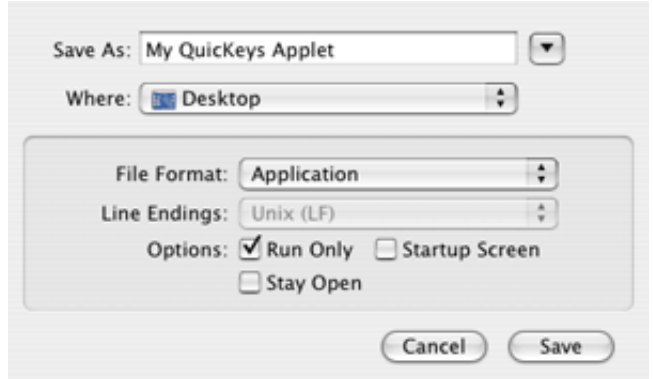 Save As: My QuicKeys Applet
Where: Desktop
File Format: Application
Line Endings: Unix (LF)
Options: Run Only Startup Screen
Stay Open
Cancel Save